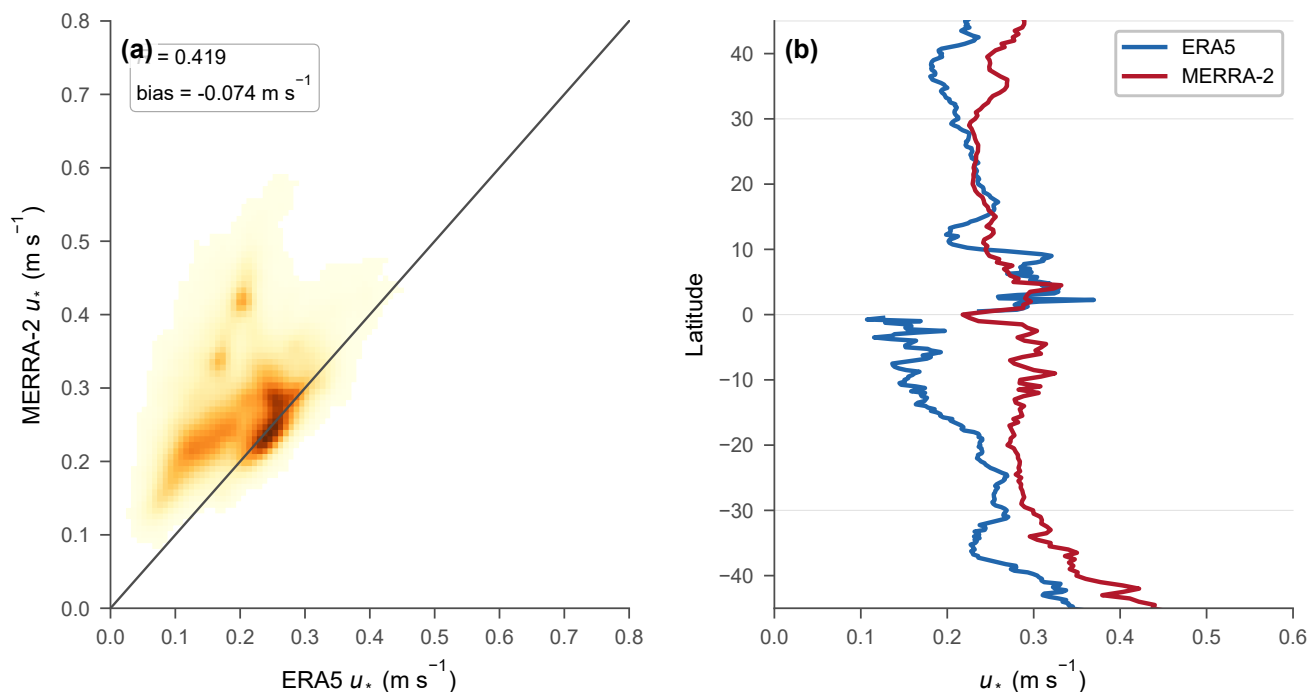 (a)
= 0.419
bias = -0.074 m s⁻¹
0.8
0.7
0.6
0.5
0.4
0.3
0.2
0.1
0.0
MERRA-2 u* (m s⁻¹)
0.0 0.1 0.2 0.3 0.4 0.5 0.6 0.7 0.8
ERA5 u* (m s⁻¹)
(b)
ERA5
MERRA-2
40
30
20
10
0
−10
−20
−30
−40
Latitude
0.0 0.1 0.2 0.3 0.4 0.5 0.6
u* (m s⁻¹)